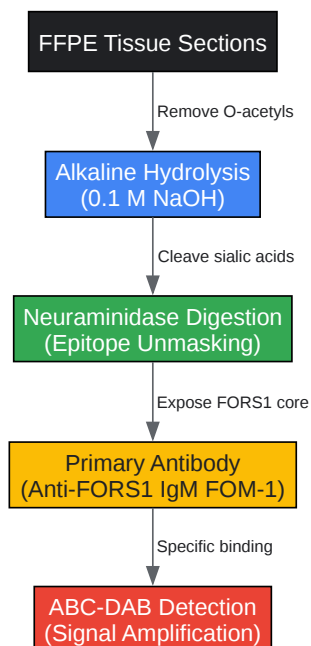 FFPE Tissue Sections
Remove O-acetyls
Alkaline Hydrolysis
(0.1 M NaOH)
Cleave sialic acids
Neuraminidase Digestion
(Epitope Unmasking)
Expose FORS1 core
Primary Antibody
(Anti-FORS1 IgM FOM-1)
Specific binding
ABC-DAB Detection
(Signal Amplification)